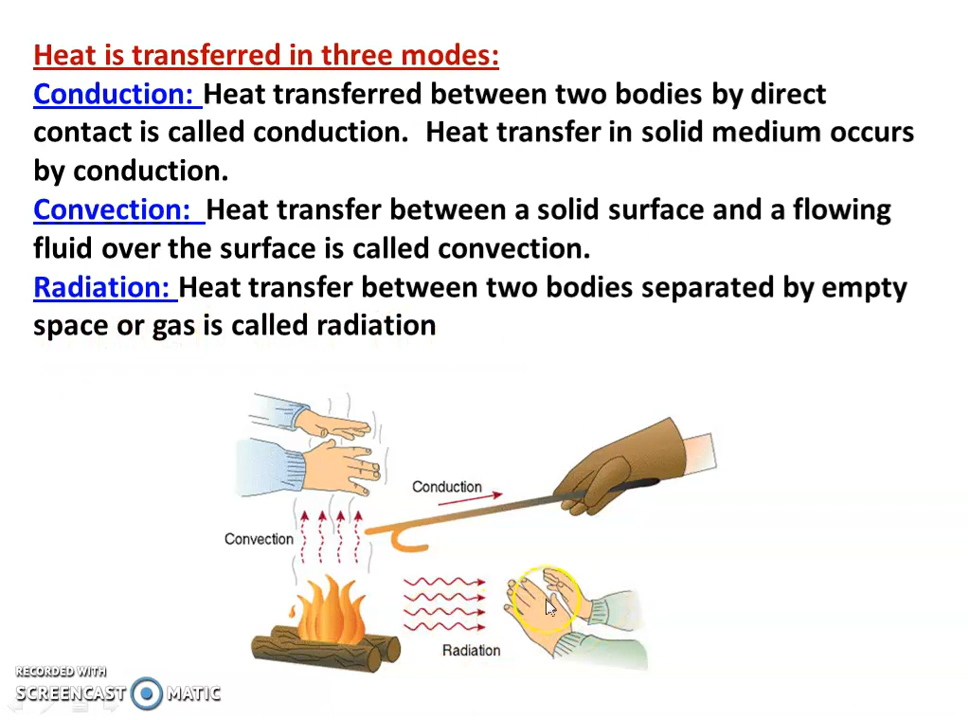 Heat is transferred in three modes:
Conduction: Heat transferred between two bodies by direct
contact is called conduction.  Heat transfer in solid medium occurs
by conduction.
Convection:  Heat transfer between a solid surface and a flowing
fluid over the surface is called convection.
Radiation: Heat transfer between two bodies separated by empty
space or gas is called radiation
Conduction
Convection
Radiation
RECORDED WITH
SCREENCAST MATIC